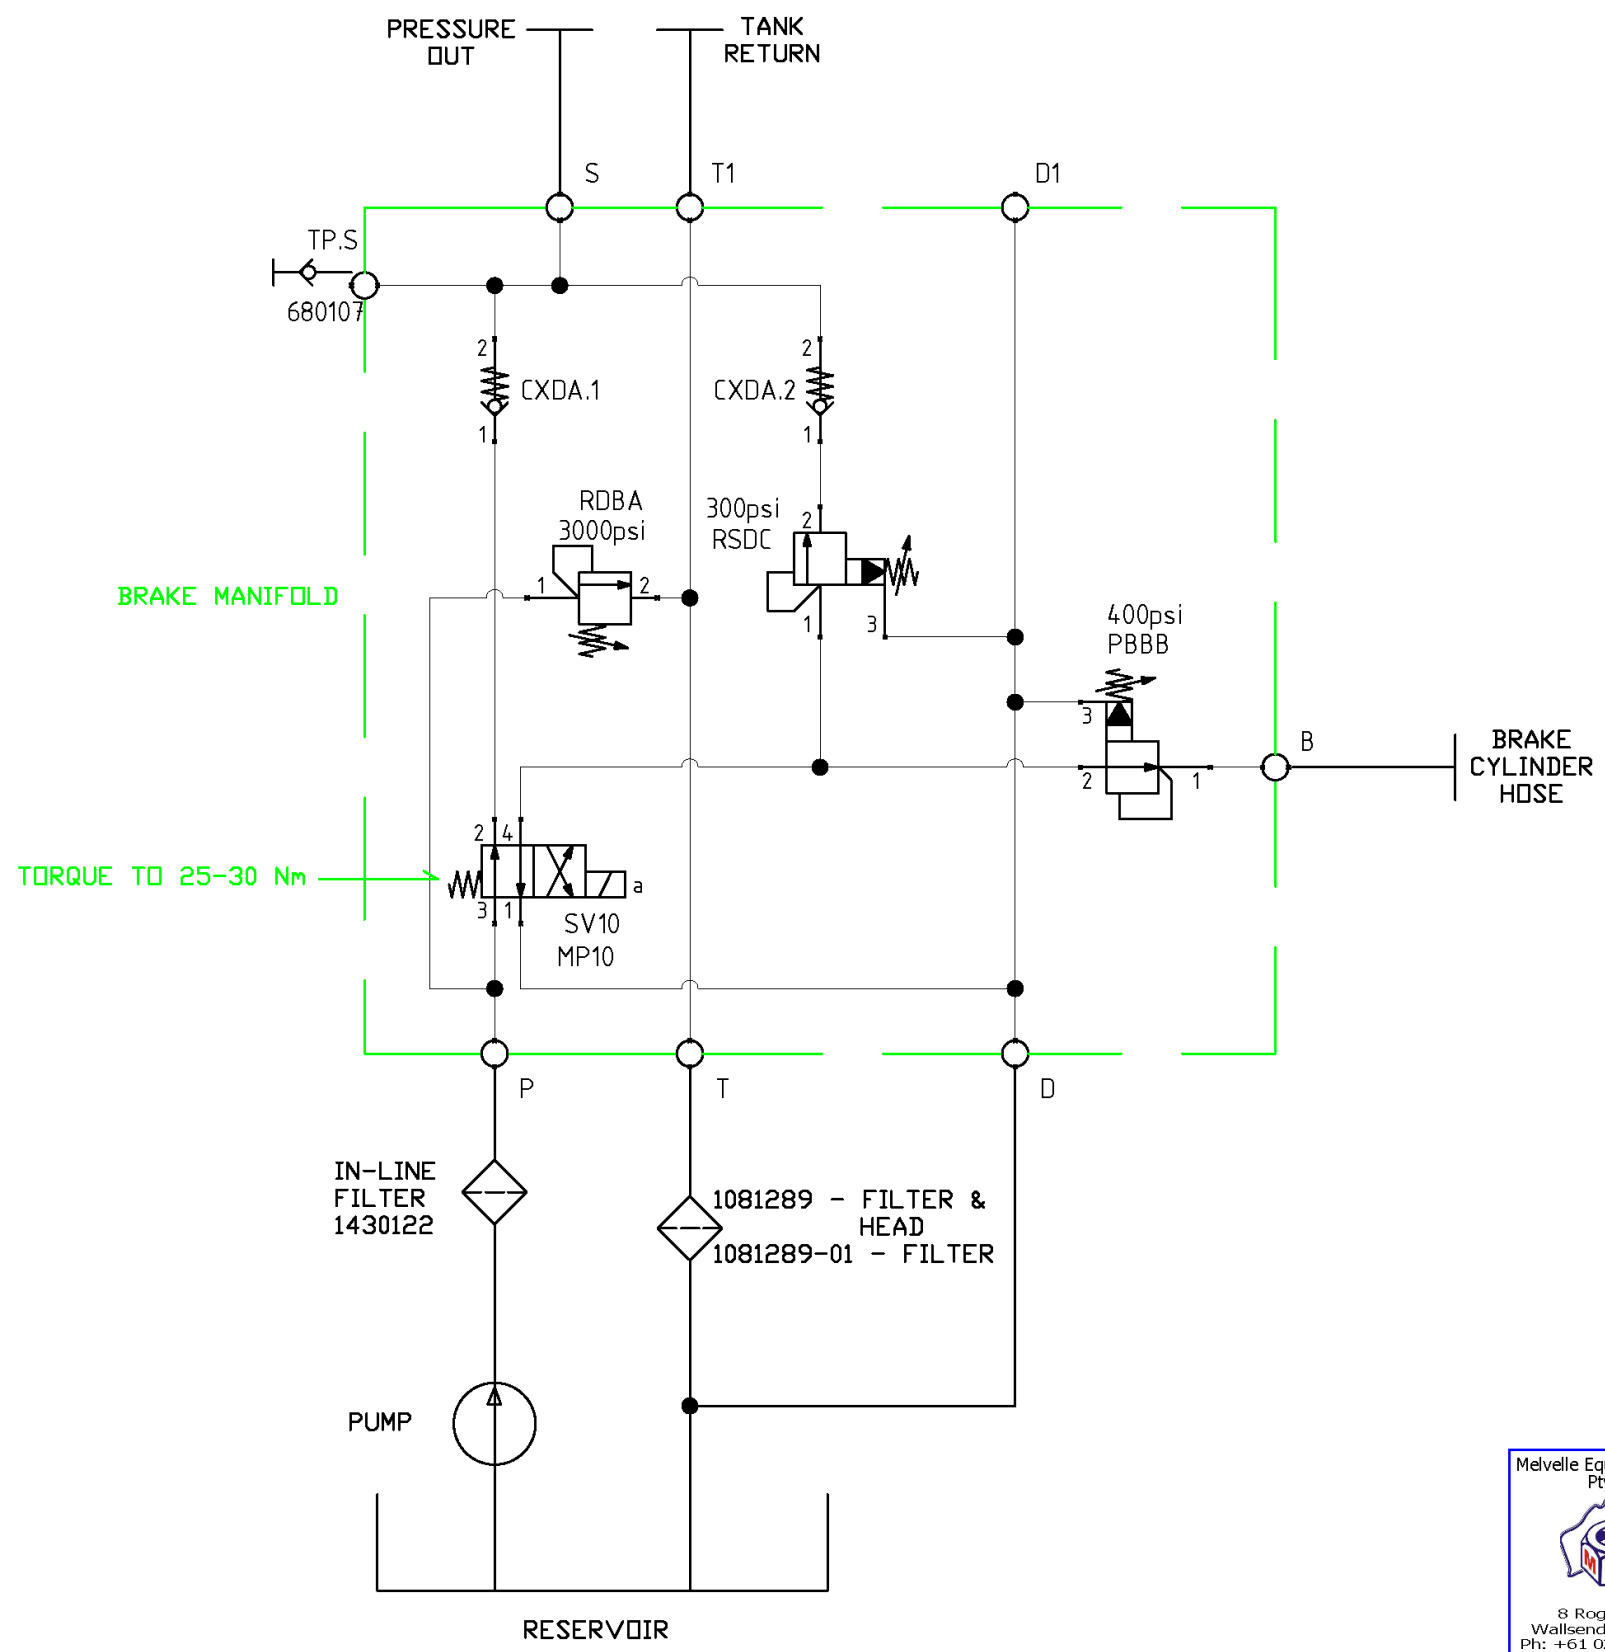 PRESSURE
OUT
TANK
RETURN
S
T1
D1
TP.S
680107
2
CXDA.1
1
2
CXDA.2
1
RDBA
3000psi
1
2
300psi
RSDC
2
1
3
BRAKE MANIFOLD
400psi
PBBB
3
2
1
B
BRAKE
CYLINDER
HOSE
TORQUE TO 25-30 Nm
2 4
3 1
a
SV10
MP10
P
T
D
IN-LINE
FILTER
1430122
1081289 - FILTER &
HEAD
1081289-01 - FILTER
PUMP
RESERVOIR
Melvelle
M
8
Wallsend
Ph: +61